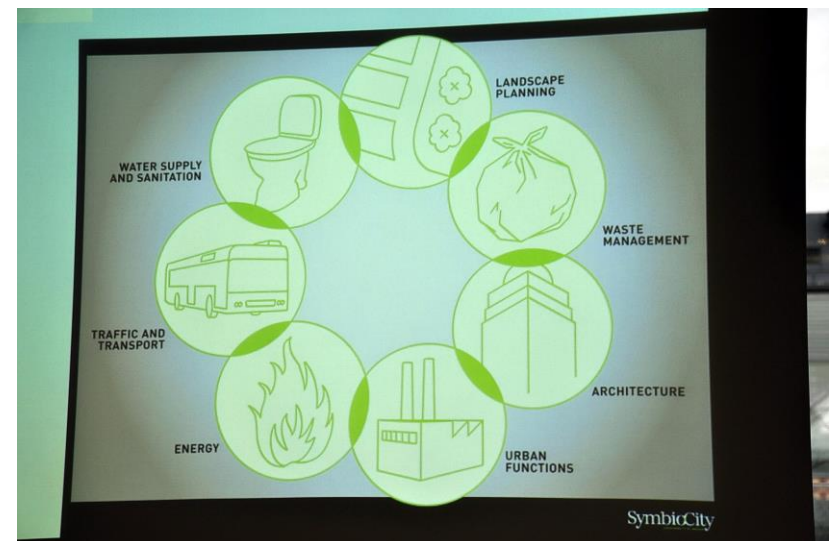 LANDSCAPE
PLANNING
WASTE
MANAGEMENT
ARCHITECTURE
URBAN
FUNCTIONS
ENERGY
TRAFFIC AND
TRANSPORT
WATER SUPPLY
AND SANITATION
SymbioCity